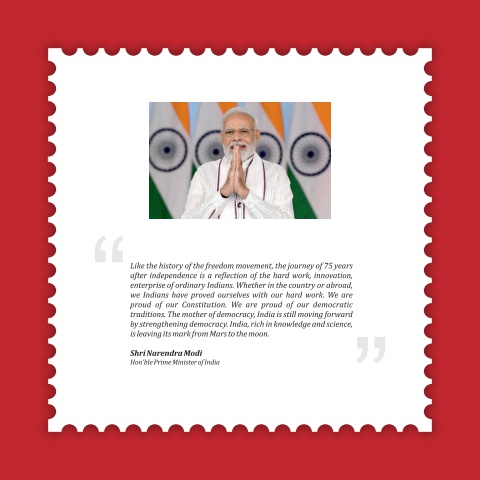 “
Like the history of the freedom movement, the journey of 75 years
after independence is a reflection of the hard work, innovation,
enterprise of ordinary Indians. Whether in the country or abroad,
we Indians have proved ourselves with our hard work. We are
proud of our Constitution. We are proud of our democratic
traditions. The mother of democracy, India is still moving forward
by strengthening democracy. India, rich in knowledge and science,
is leaving its mark from Mars to the moon.
”
Shri Narendra Modi
Hon'ble Prime Minister of India